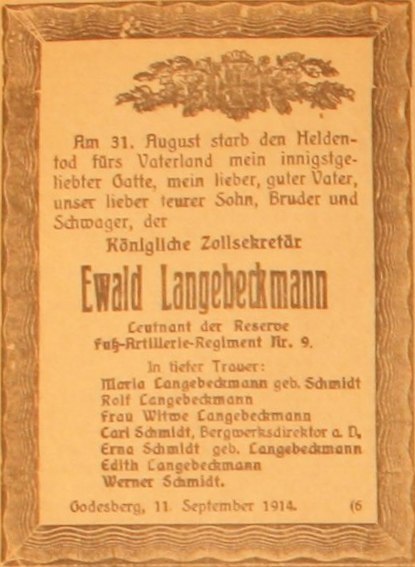 Am 31. August starb den Helden-
tod fürs Vaterland mein innigstge-
liebter Gatte, mein lieber, guter Vater,
unser lieber teurer Sohn, Bruder und
Schwager, der
Königliche Zollsekretär
Ewald Langebeckmann
Leutnant der Reserve
Fuß-Artillerie-Regiment Nr. 9.
In tiefer Trauer:
Maria Langebeckmann geb. Schmidt
Rolf Langebeckmann
Frau Witwe Langebeckmann
Carl Schmidt, Bergwerksdirektor a. D.
Erna Schmidt geb. Langebeckmann
Edith Langebeckmann
Werner Schmidt.
Godesberg, 11. September 1914. (6